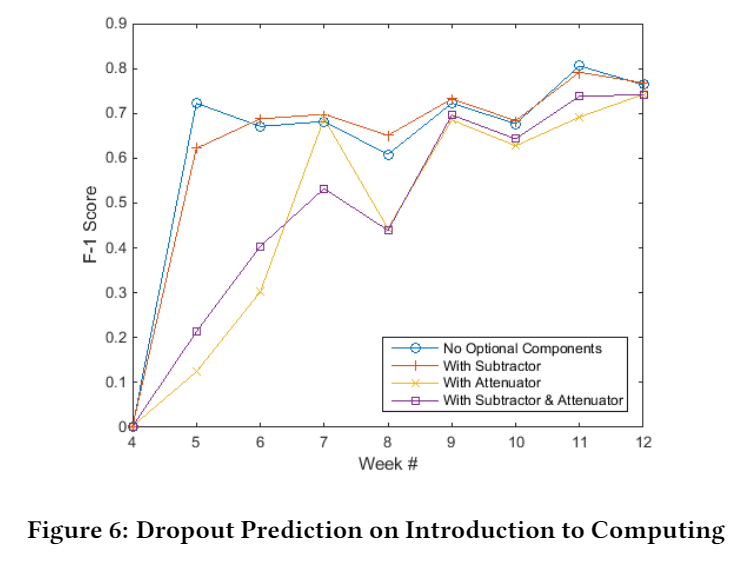 0.9
0.8
0.7
0.6
0.5
0.4
0.3
0.2
0.1
0
F-1 Score
No Optional Components
With Subtractor
With Attenuator
With Subtractor & Attenuator
4 5 6 7 8 9 10 11 12
Week #
Figure 6: Dropout Prediction on Introduction to Computing